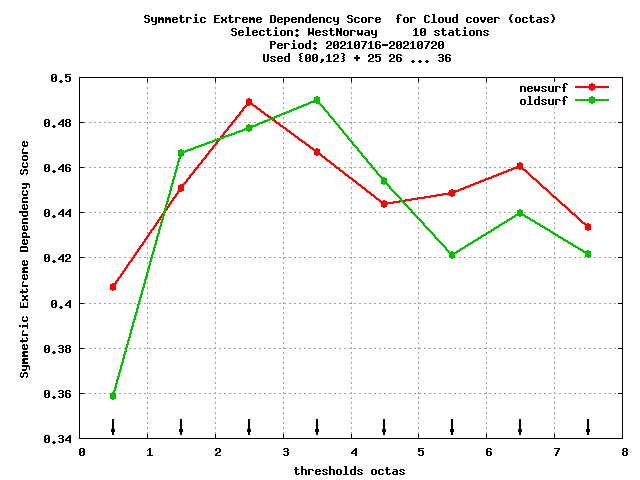 Symmetric Extreme Dependency Score  for Cloud cover (octas)
Selection: WestNorway     10 stations
Period: 20210716-20210720
Used {00,12} + 25 26 ... 36
newsurf
oldsurf
Symmetric Extreme Dependency Score
0.5
0.48
0.46
0.44
0.42
0.4
0.38
0.36
0.34
0 1 2 3 4 5 6 7 8
thresholds octas